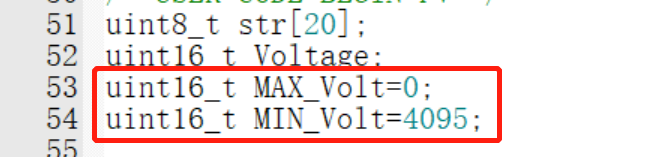 51 uint8_t str[20];
52 uint16_t Voltage;
53 uint16_t MAX_Volt=0;
54 uint16_t MIN_Volt=4095;
55